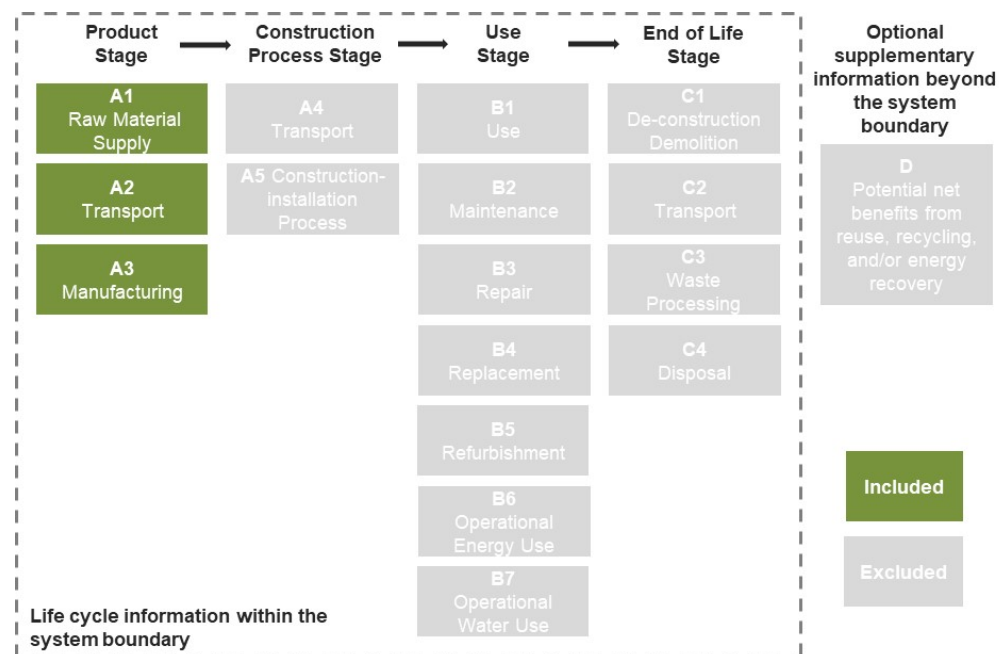 Product
Stage
Construction
Process Stage
Use
Stage
End of Life
Stage
Optional
supplementary
information beyond
the system
boundary
A1
Raw Material
Supply
A2
Transport
A3
Manufacturing
A4
Transport
A5 Construction-
installation
Process
B1
Use
B2
Maintenance
B3
Repair
B4
Replacement
B5
Refurbishment
B6
Operational
Energy Use
B7
Operational
Water Use
C1
De-construction
Demolition
C2
Transport
C3
Waste
Processing
C4
Disposal
D
Potential net
benefits from
reuse, recycling,
and/or energy
recovery
Included
Excluded
Life cycle information within the
system boundary